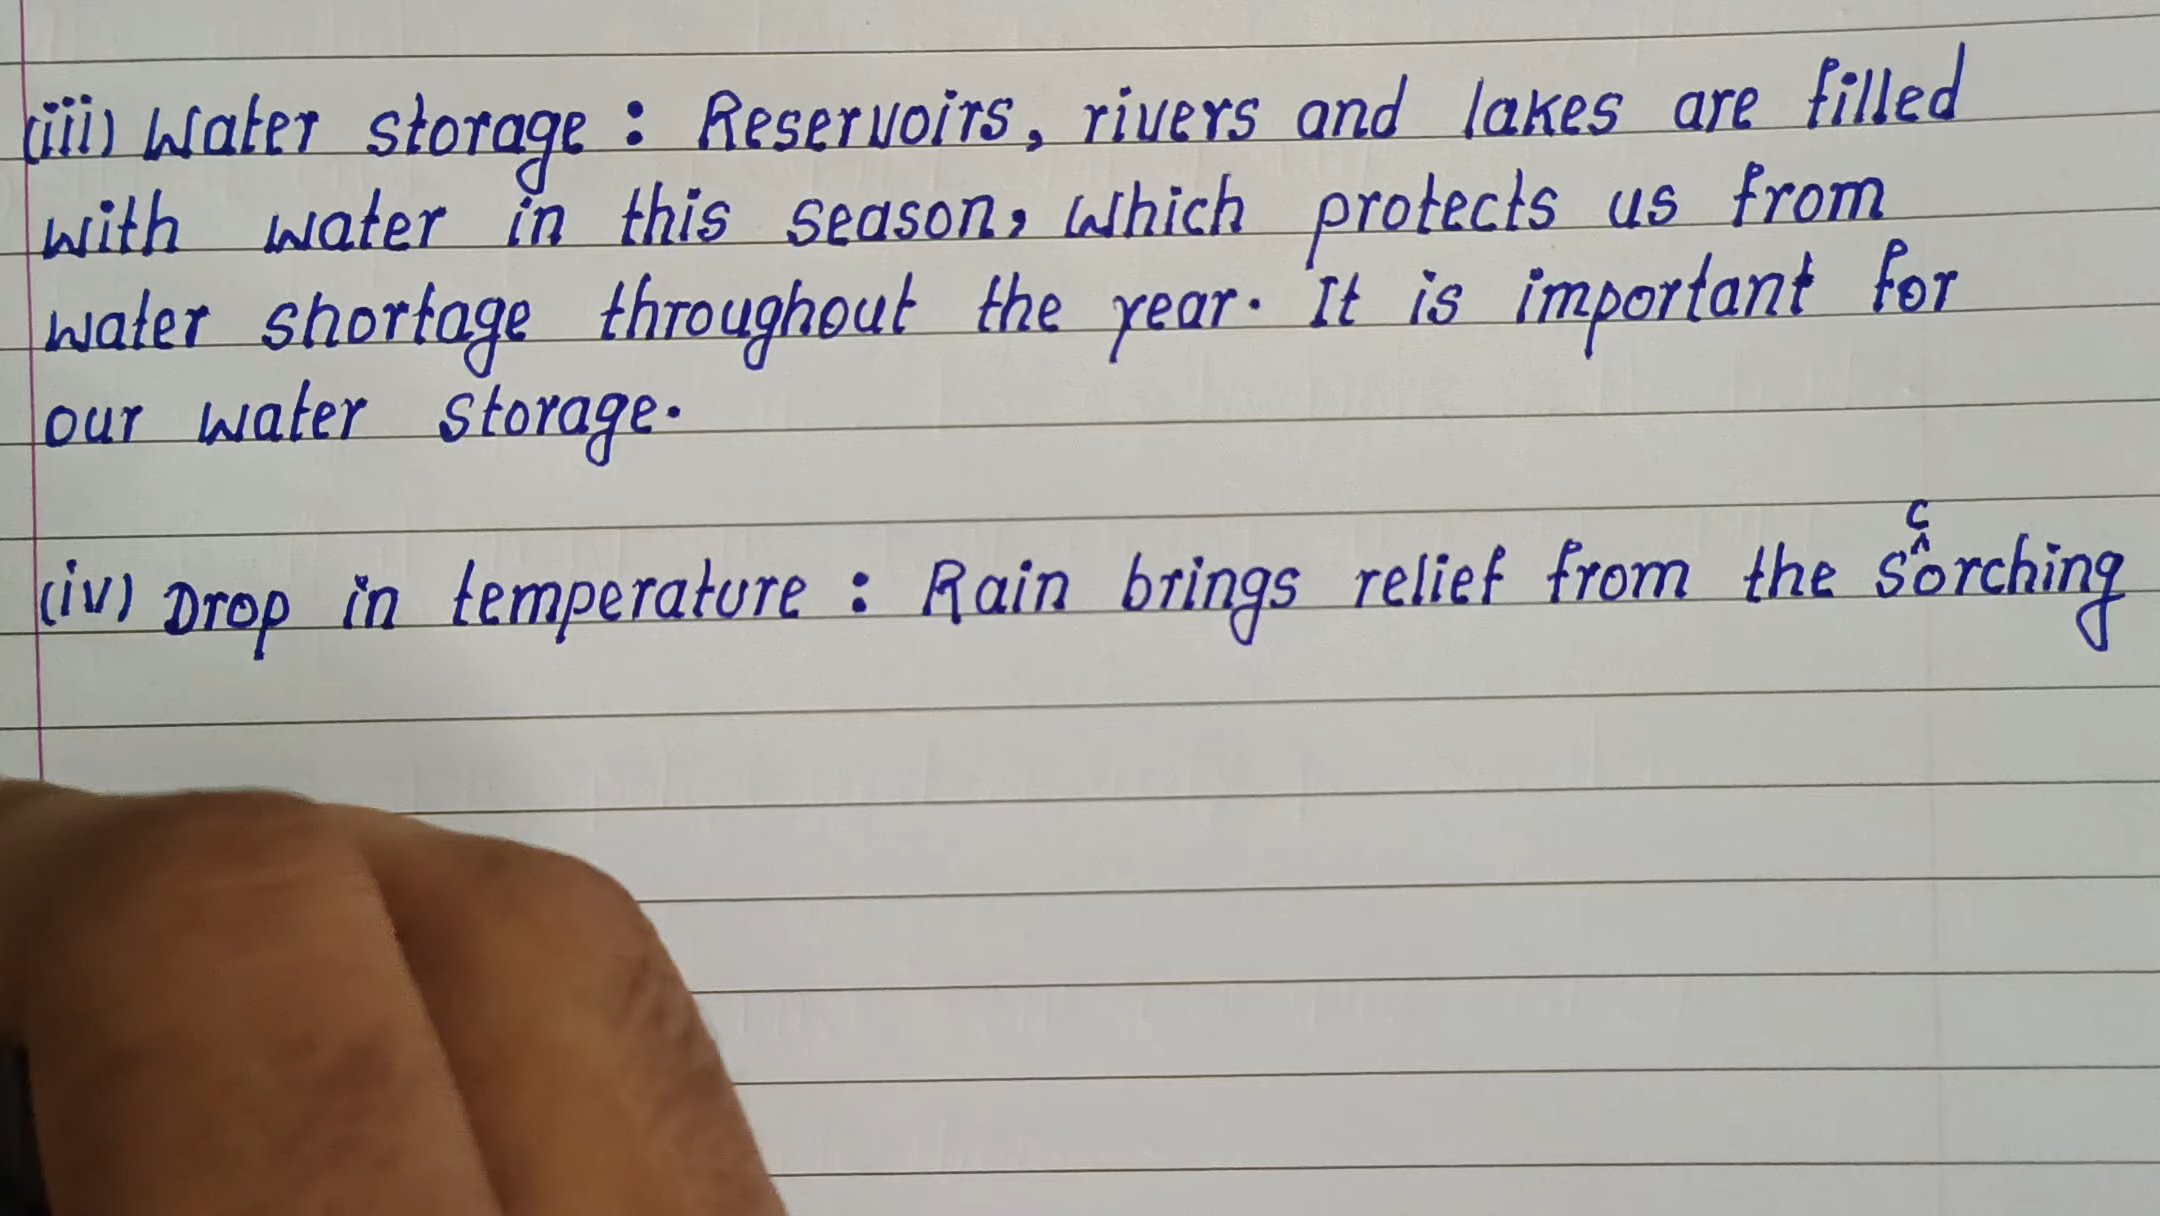 (iii) Water storage : Reservoirs, rivers and lakes are filled
with water in this season, which protects us from
water shortage throughout the year. It is important for
our water storage.
(iv) Drop in temperature : Rain brings relief from the scorching